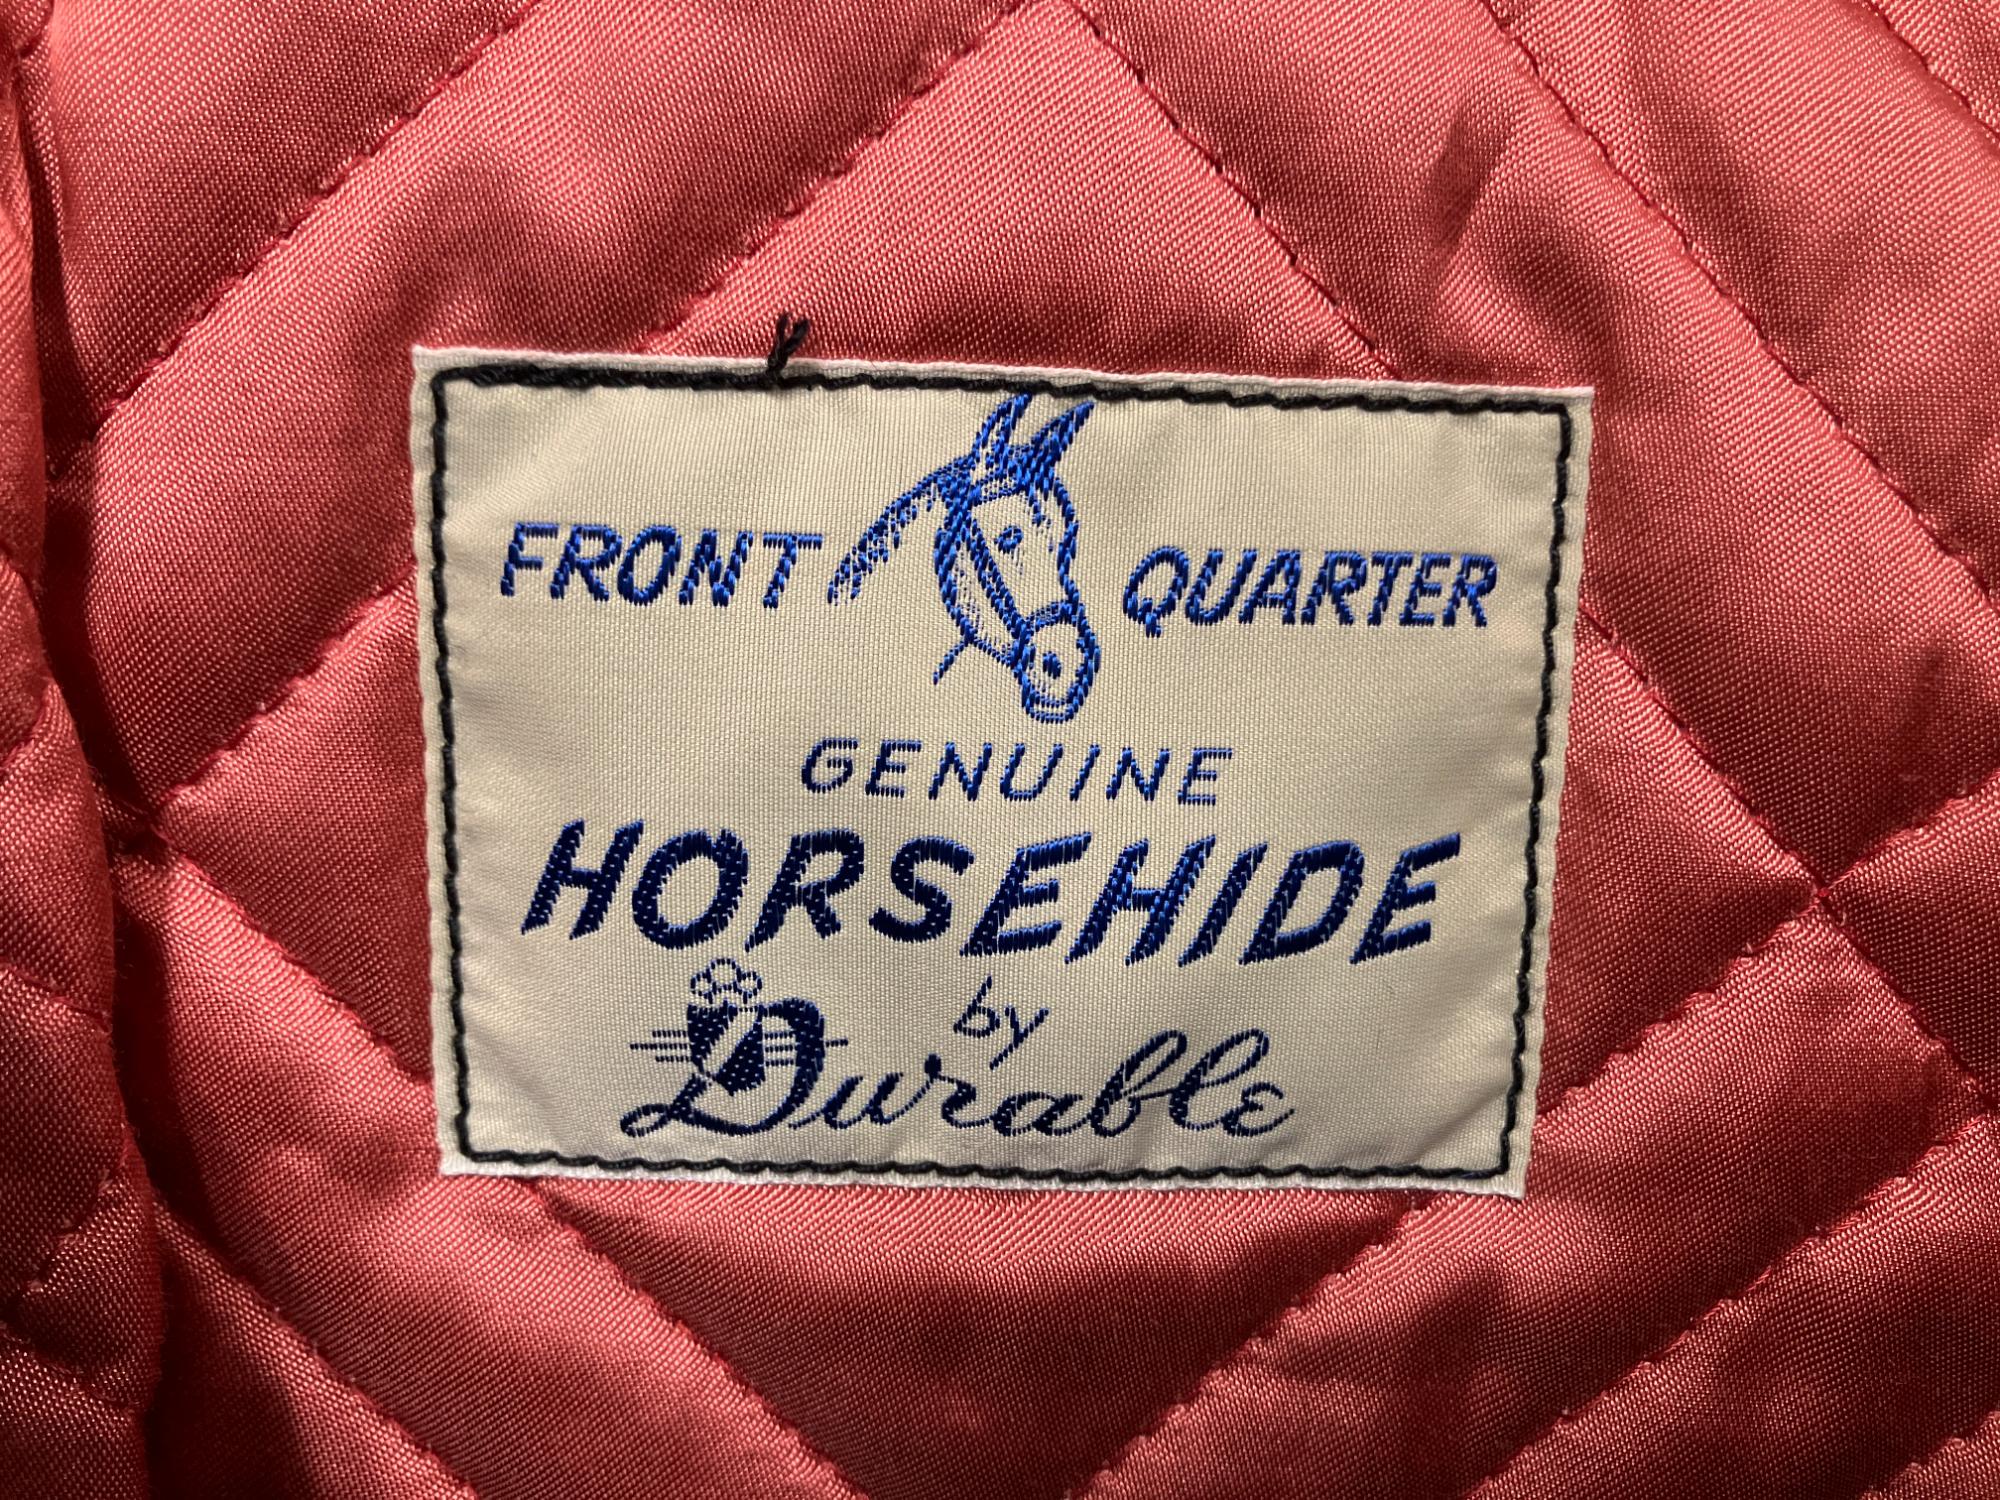 FRONT QUARTER
GENUINE
HORSEHIDE
by
Durable